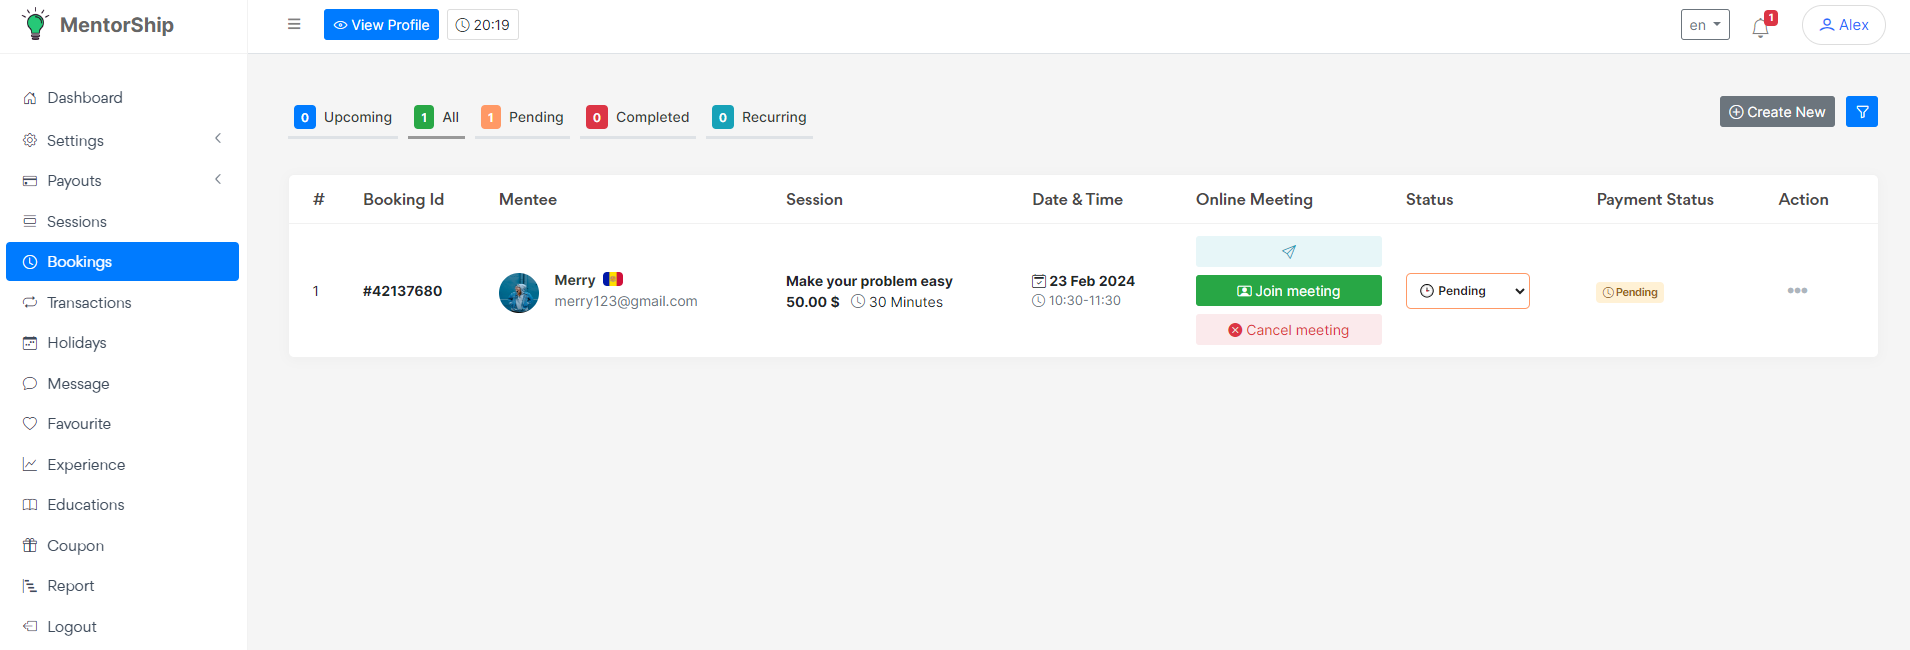 MentorShip
View Profile
20:19
en
1
Alex
Dashboard
Settings
Payouts
Sessions
Bookings
Transactions
Holidays
Message
Favourite
Experience
Educations
Coupon
Report
Logout
0 Upcoming
1 All
1 Pending
0 Completed
0 Recurring
Create New
# Booking Id Mentee Session Date & Time Online Meeting Status Payment Status Action
1
#42137680
Merry
merry123@gmail.com
Make your problem easy
50.00 $ 30 Minutes
23 Feb 2024
10:30-11:30
Join meeting
Cancel meeting
Pending
Pending